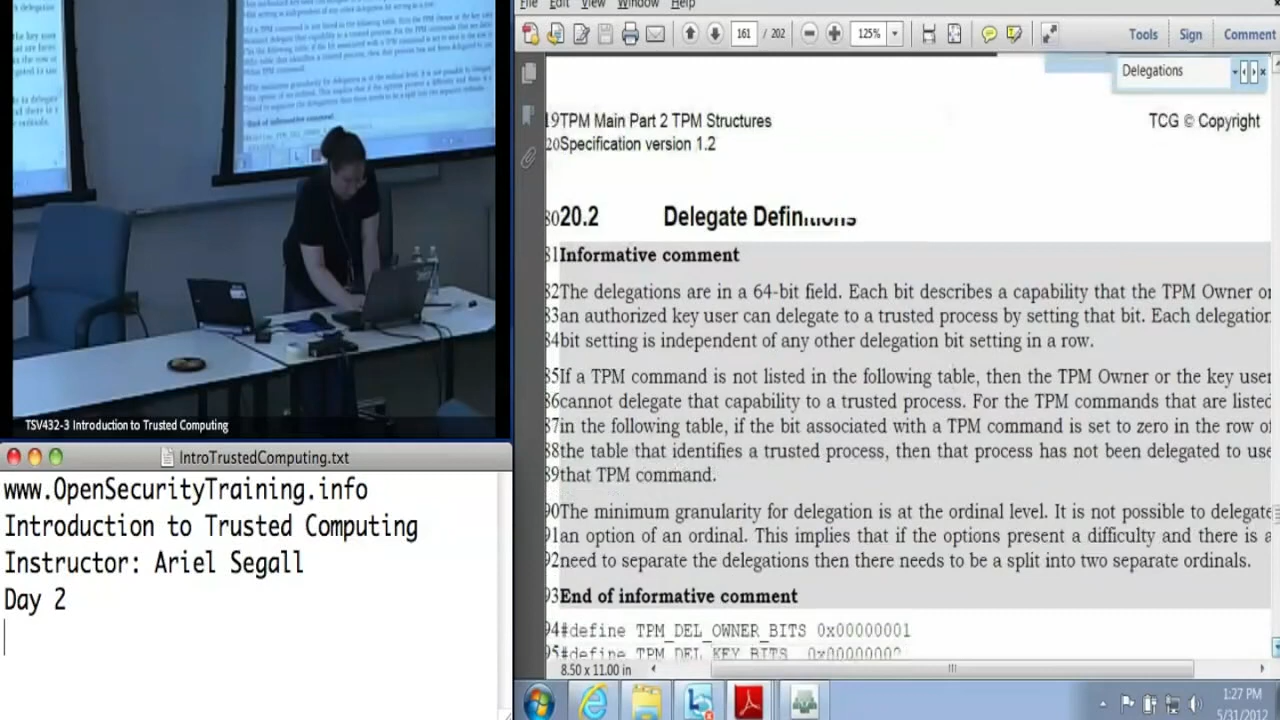 File Edit View Window Help
161 / 202
125%
Tools Sign Comment
Delegations
19TPM Main Part 2 TPM Structures
TCG © Copyright
20Specification version 1.2
8020.2 Delegate Definitions
81Informative comment
82The delegations are in a 64-bit field. Each bit describes a capability that the TPM Owner or
83an authorized key user can delegate to a trusted process by setting that bit. Each delegation
84bit setting is independent of any other delegation bit setting in a row.
85If a TPM command is not listed in the following table, then the TPM Owner or the key user
86cannot delegate that capability to a trusted process. For the TPM commands that are listed
87in the following table, if the bit associated with a TPM command is set to zero in the row of
88the table that identifies a trusted process, then that process has not been delegated to use
89that TPM command.
90The minimum granularity for delegation is at the ordinal level. It is not possible to delegate
91an option of an ordinal. This implies that if the options present a difficulty and there is a
92need to separate the delegations then there needs to be a split into two separate ordinals.
93End of informative comment
94#define TPM_DEL_OWNER_BITS 0x00000001
95#define TPM_DEL_KEY_BITS
8.50 x 11.00 in
1:27 PM
5/31/2012
TSV432-3 Introduction to Trusted Computing
IntroTrustedComputing.txt
www.OpenSecurityTraining.info
Introduction to Trusted Computing
Instructor: Ariel Segall
Day 2